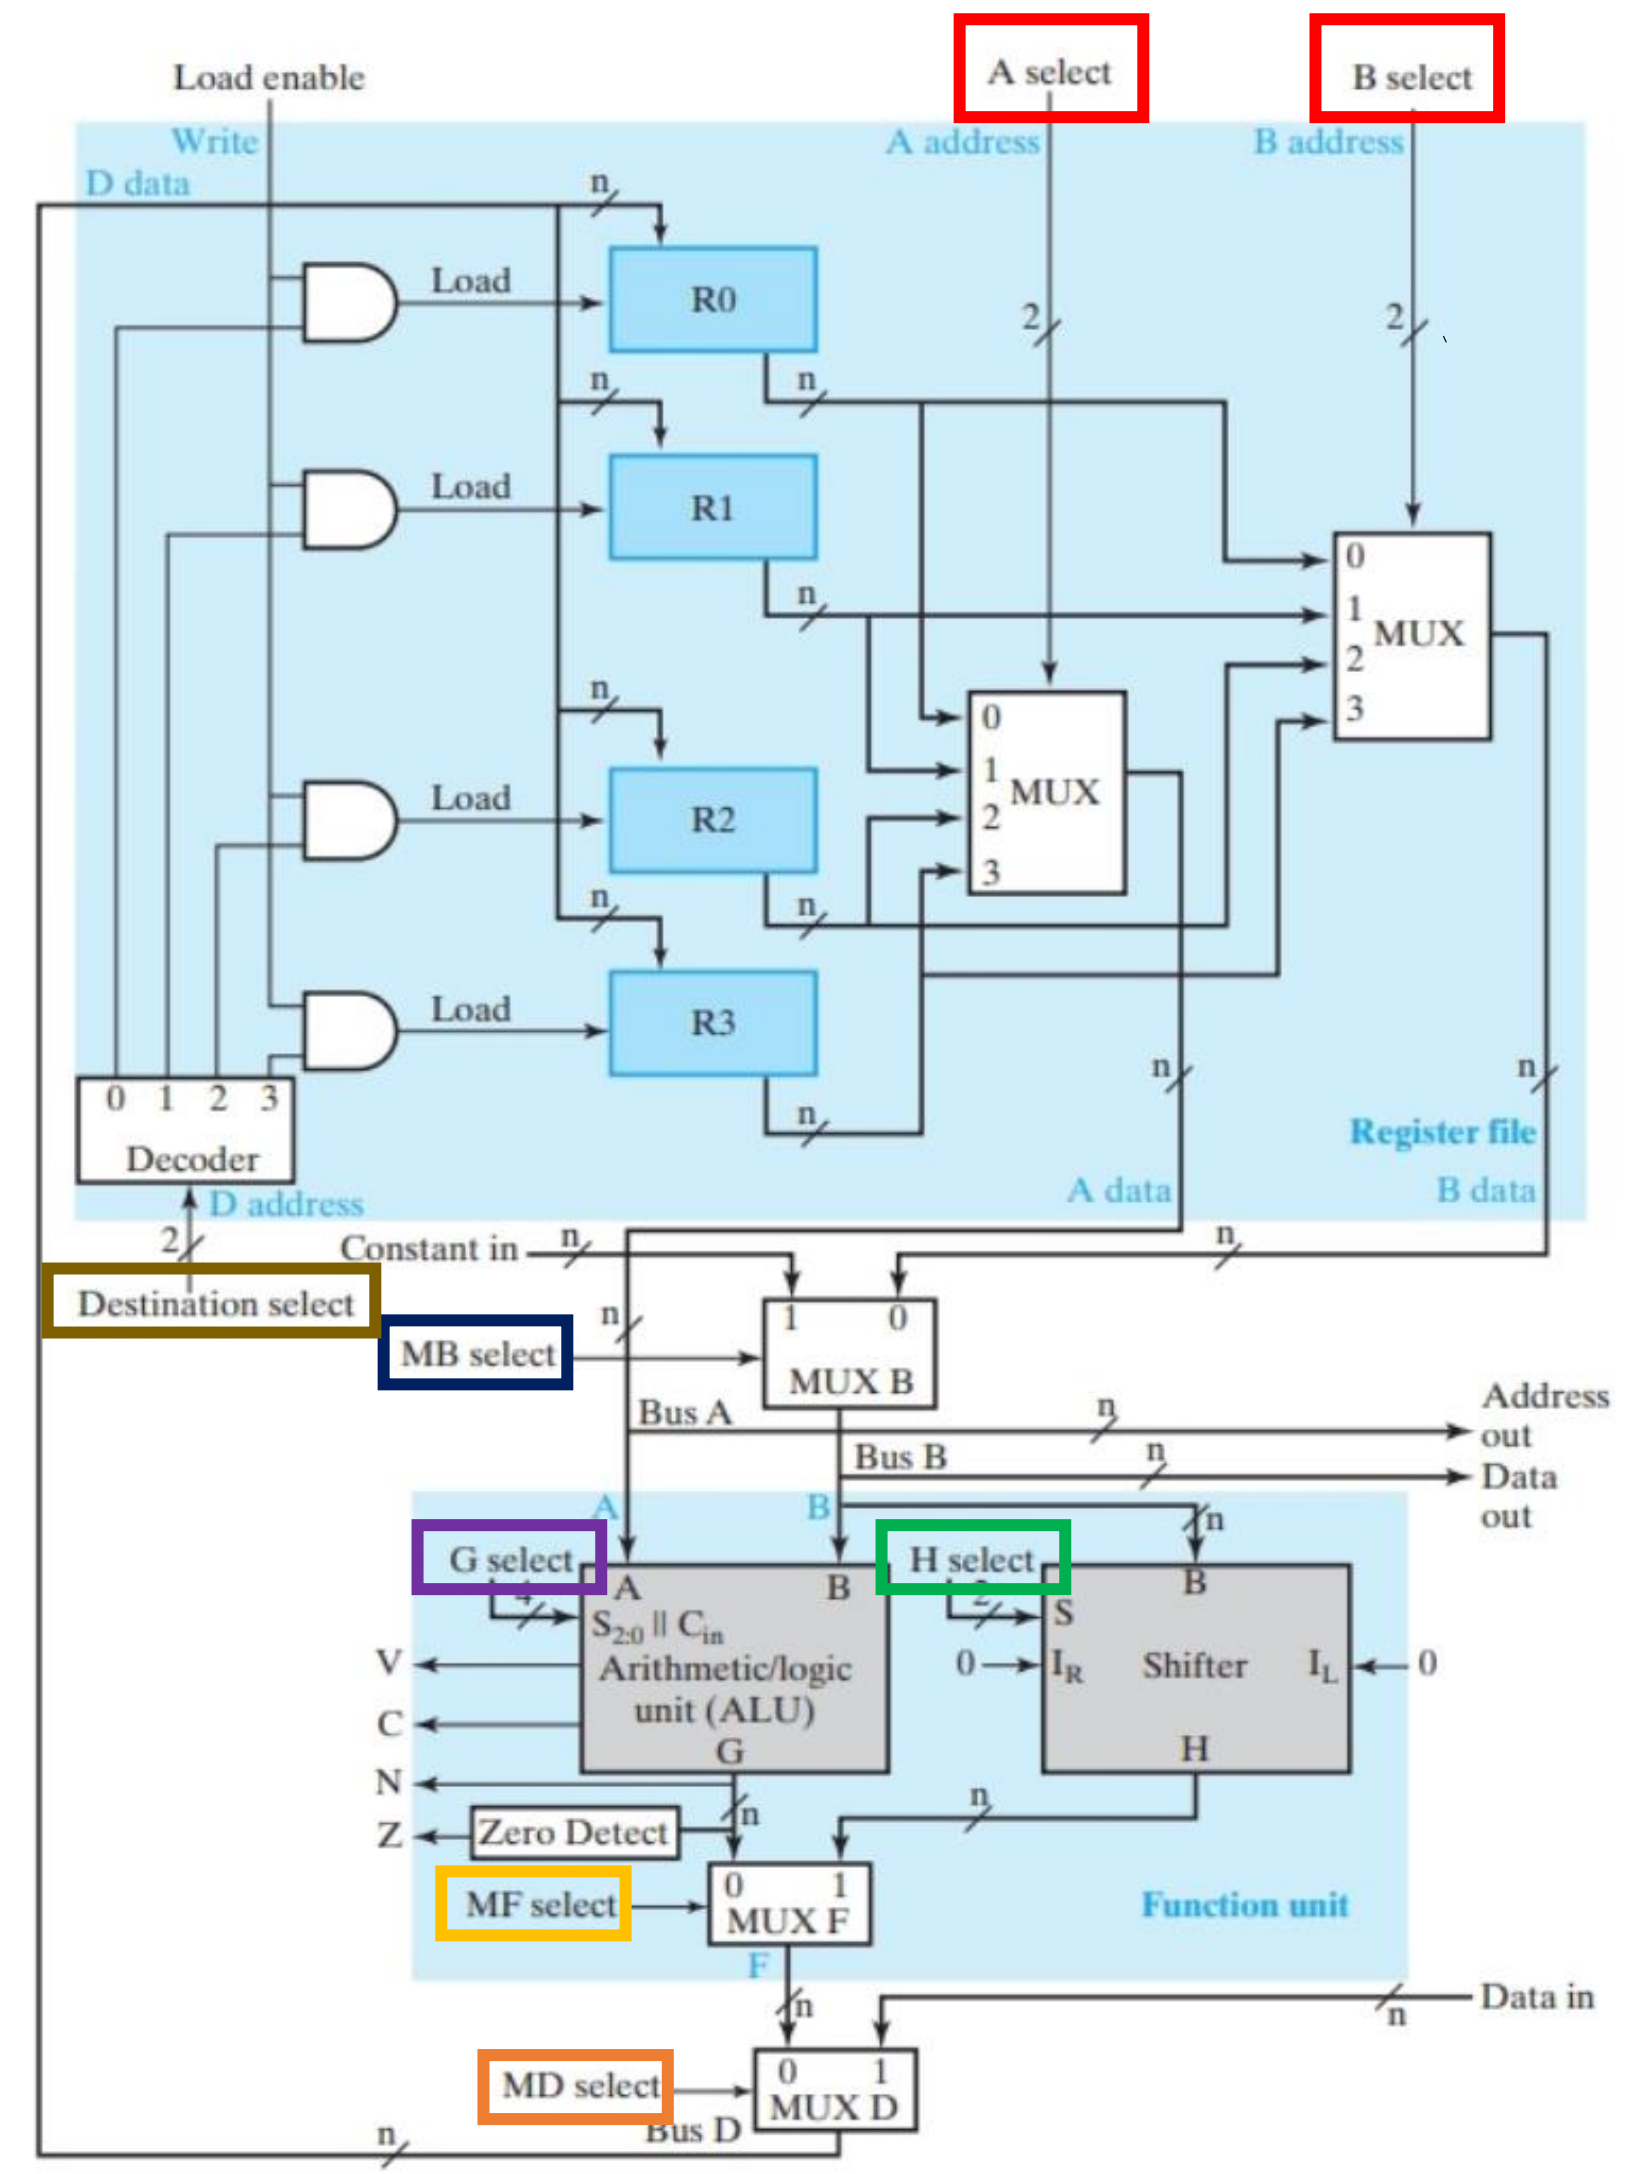 A select
B select
Load enable
Write
A address
B address
D data
n
Load
R0
2
2
n
n
Load
R1
0
n
1
MUX
2
n
3
0
1
MUX
Load
R2
2
3
n
n
Load
R3
n
n
0 1 2 3
n
Register file
Decoder
D address
A data
B data
2
Constant in
n
n
Destination select
n
1 0
MB select
MUX B
Address
out
Bus A
n
Bus B
n
Data
out
A
B
n
G select
H select
4
A
B
2
B
S2:0 || Cin
S
V
Arithmetic/logic
unit (ALU)
0
IR
Shifter
IL
0
C
G
H
N
n
n
Z
Zero Detect
0 1
MF select
MUX F
Function unit
F
n
Data in
n
0 1
MD select
MUX D
Bus D
n